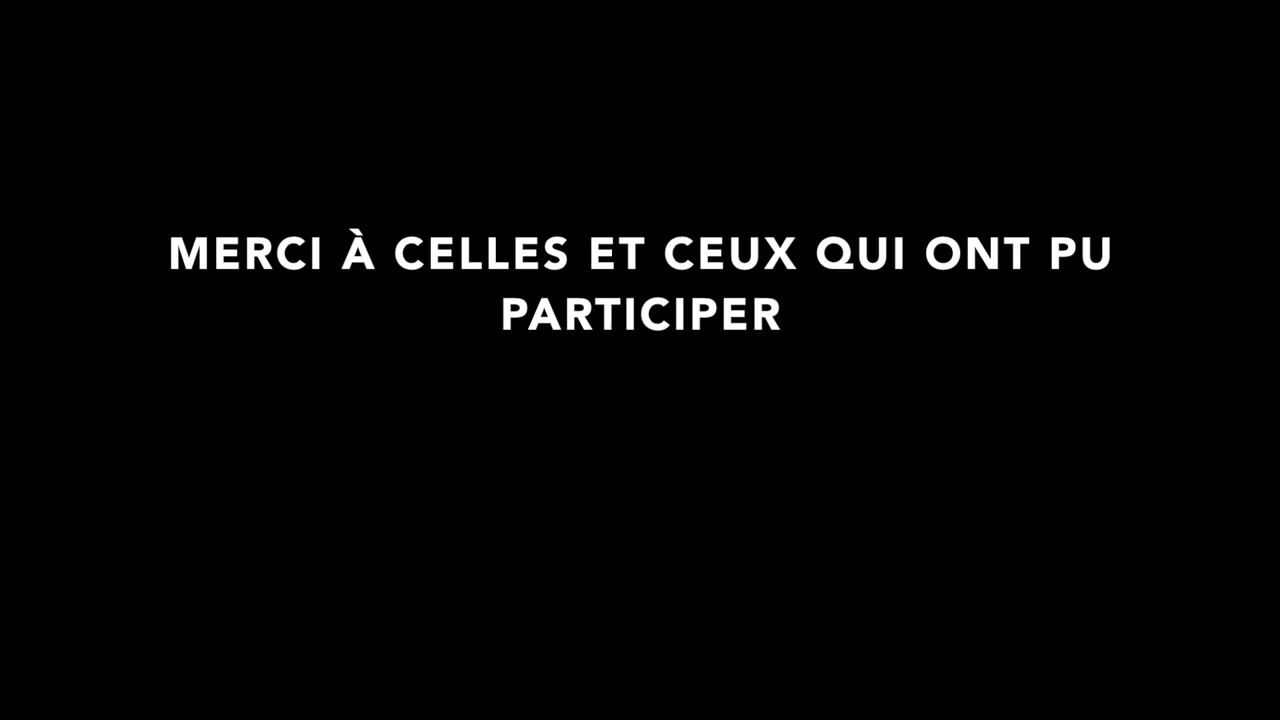 MERCI À CELLES ET CEUX QUI ONT PU
PARTICIPER